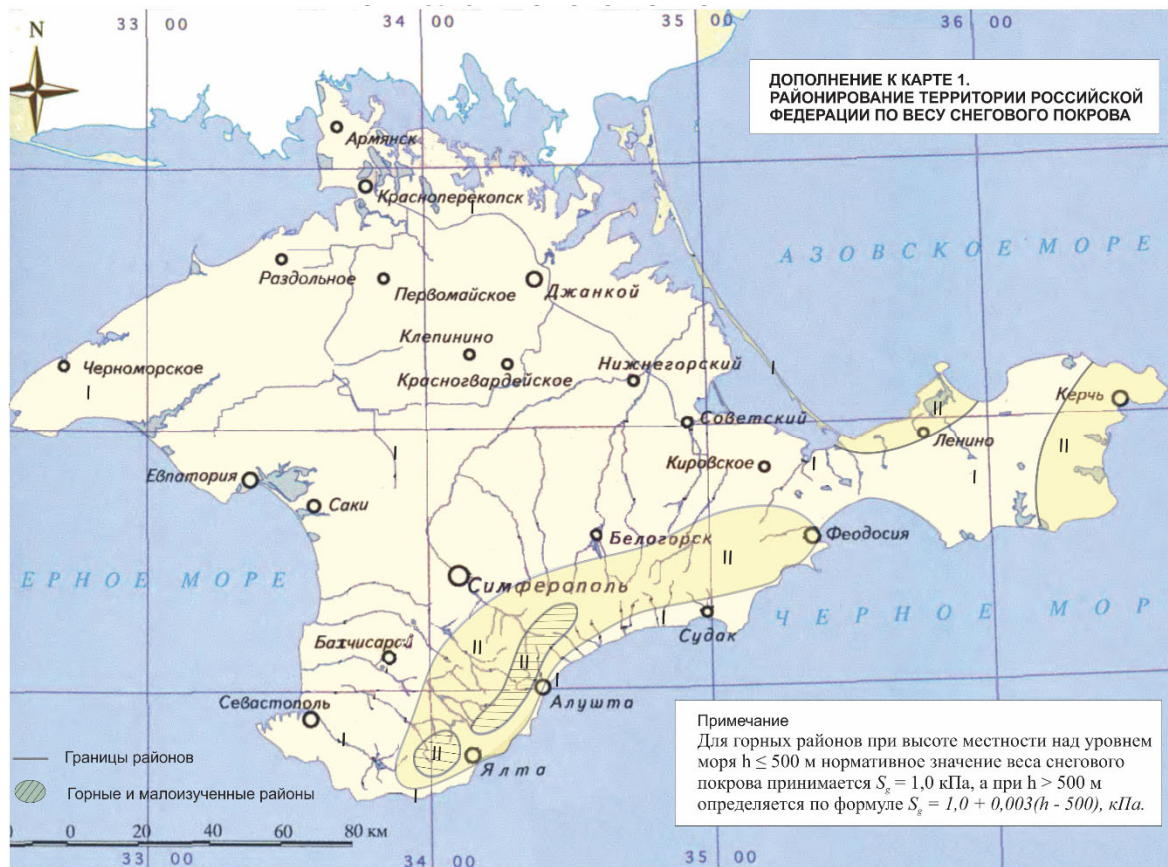 33 00
34 00
35 00
36 00
N
ДОПОЛНЕНИЕ К КАРТЕ 1.
РАЙОНИРОВАНИЕ ТЕРРИТОРИИ РОССИЙСКОЙ
ФЕДЕРАЦИИ ПО ВЕСУ СНЕГОВОГО ПОКРОВА
Армянск
Красноперекопск
I
АЗОВСКОЕ МОРЕ
Раздольное
Первомайское
Джанкой
Клепинино
Красногвардейское
Нижнегорский
I
Черноморское
I
Керчь
II
Советский
Ленино
II
I
Евпатория
Кировское
I
I
Саки
Белогорск
Феодосия
II
ЕРНОЕ МОРЕ
Симферополь
ЧЕРНОЕ МОР
Судак
I
Бахчисарай
II
II
I
Алушта
Севастополь
I
II
Ялта
I
Границы районов
Горные и малоизученные районы
Примечание
Для горных районов при высоте местности над уровнем
моря h ≤ 500 м нормативное значение веса снегового
покрова принимается Sg = 1,0 кПа, а при h > 500 м
определяется по формуле Sg = 1,0 + 0,003(h - 500), кПа.
0 20 40 60 80 км
33 00
34 00
35 00